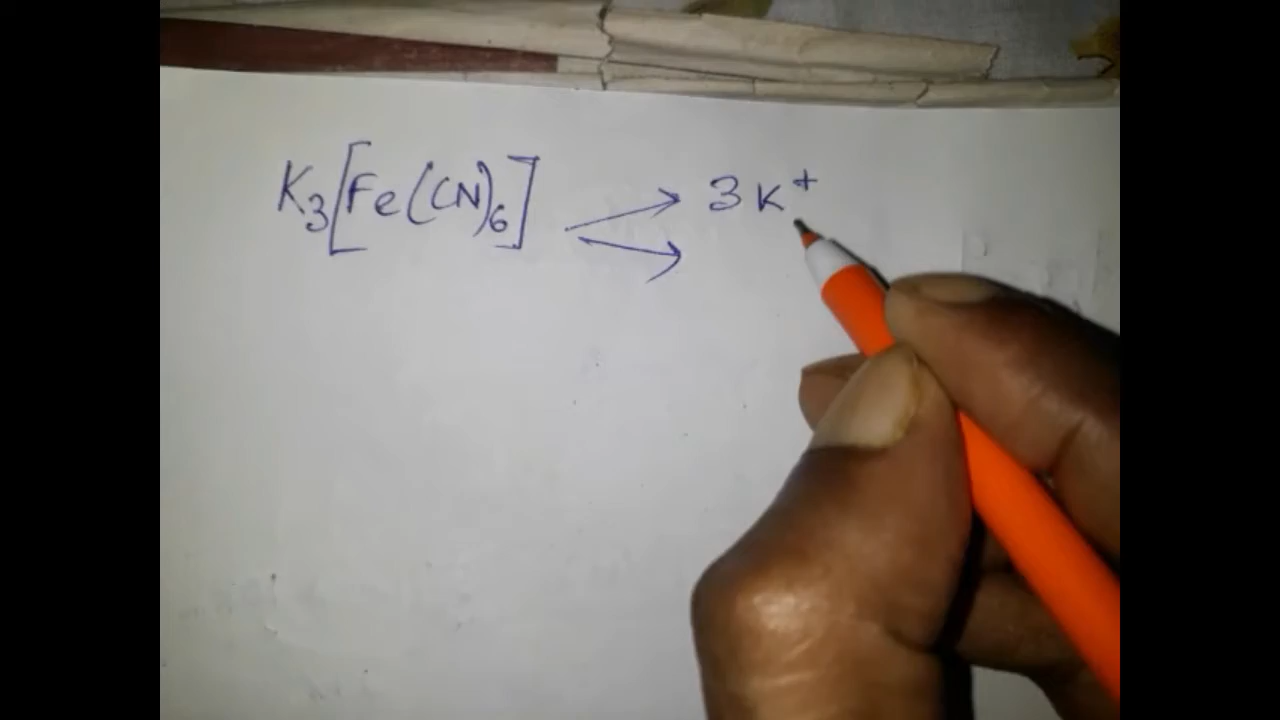 K₃[Fe(CN)₆] → 3K⁺
→